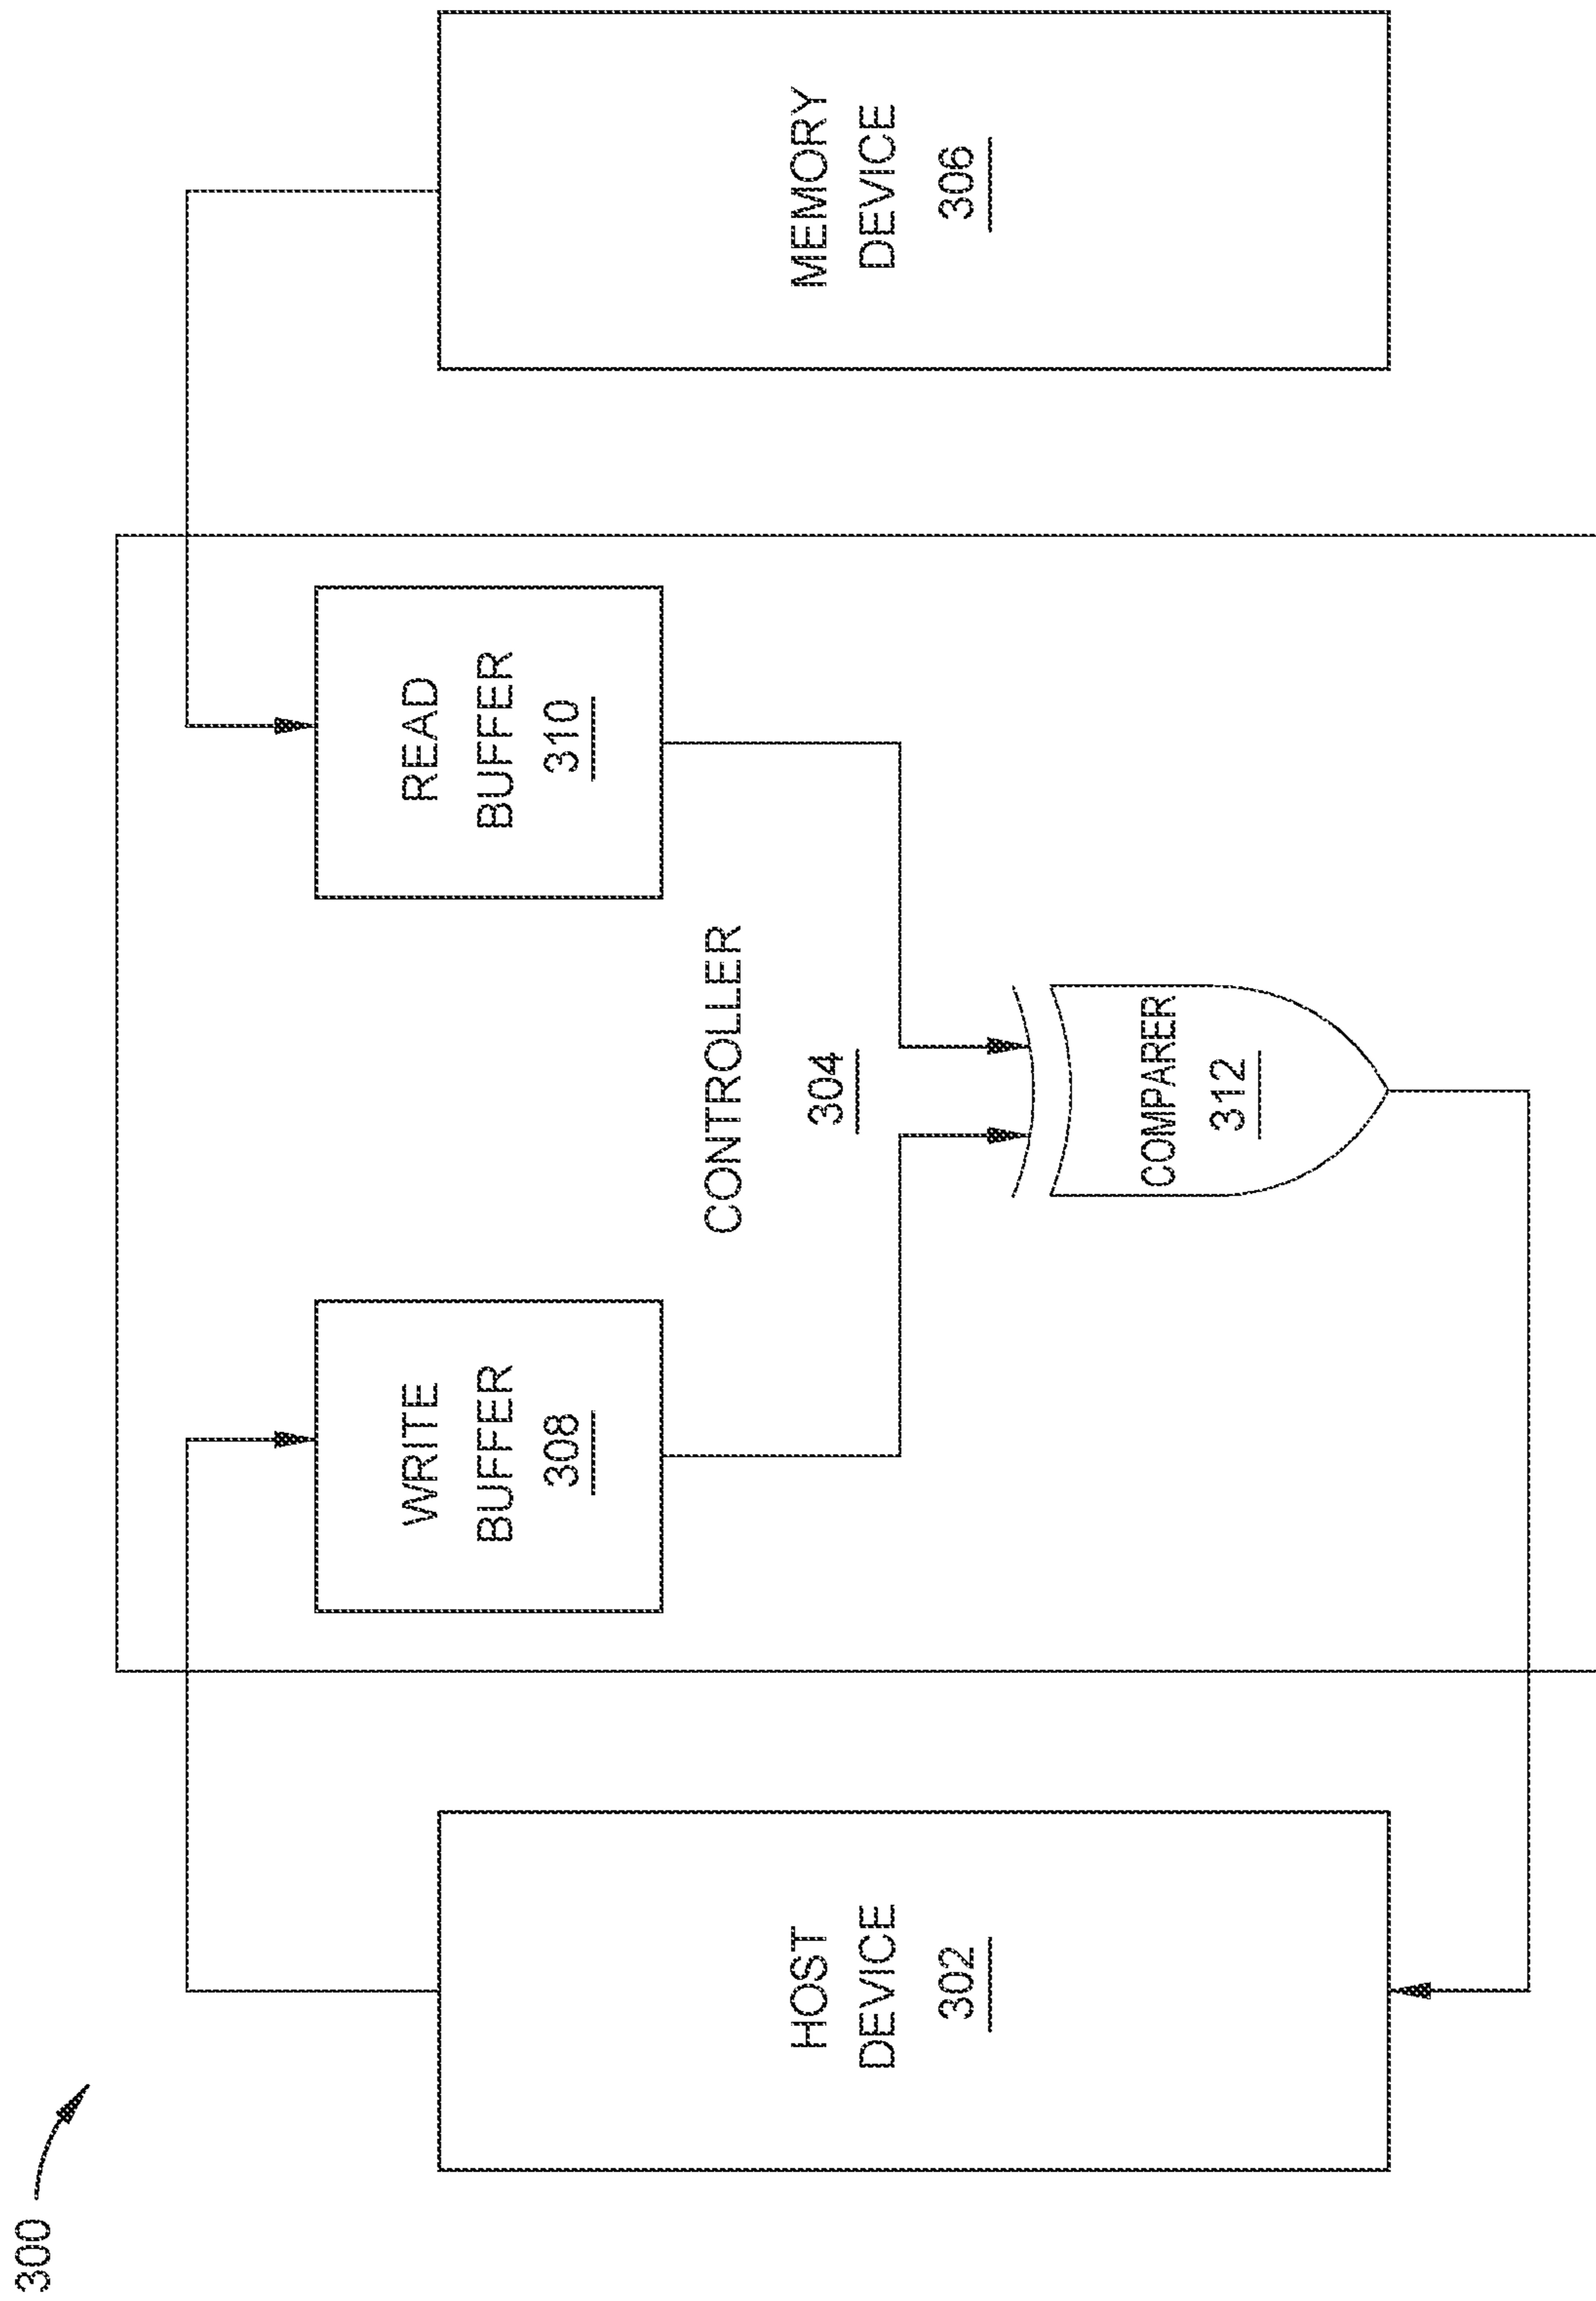 300
HOST
DEVICE
302
WRITE
BUFFER
308
CONTROLLER
304
COMPARER
312
READ
BUFFER
310
MEMORY
DEVICE
306